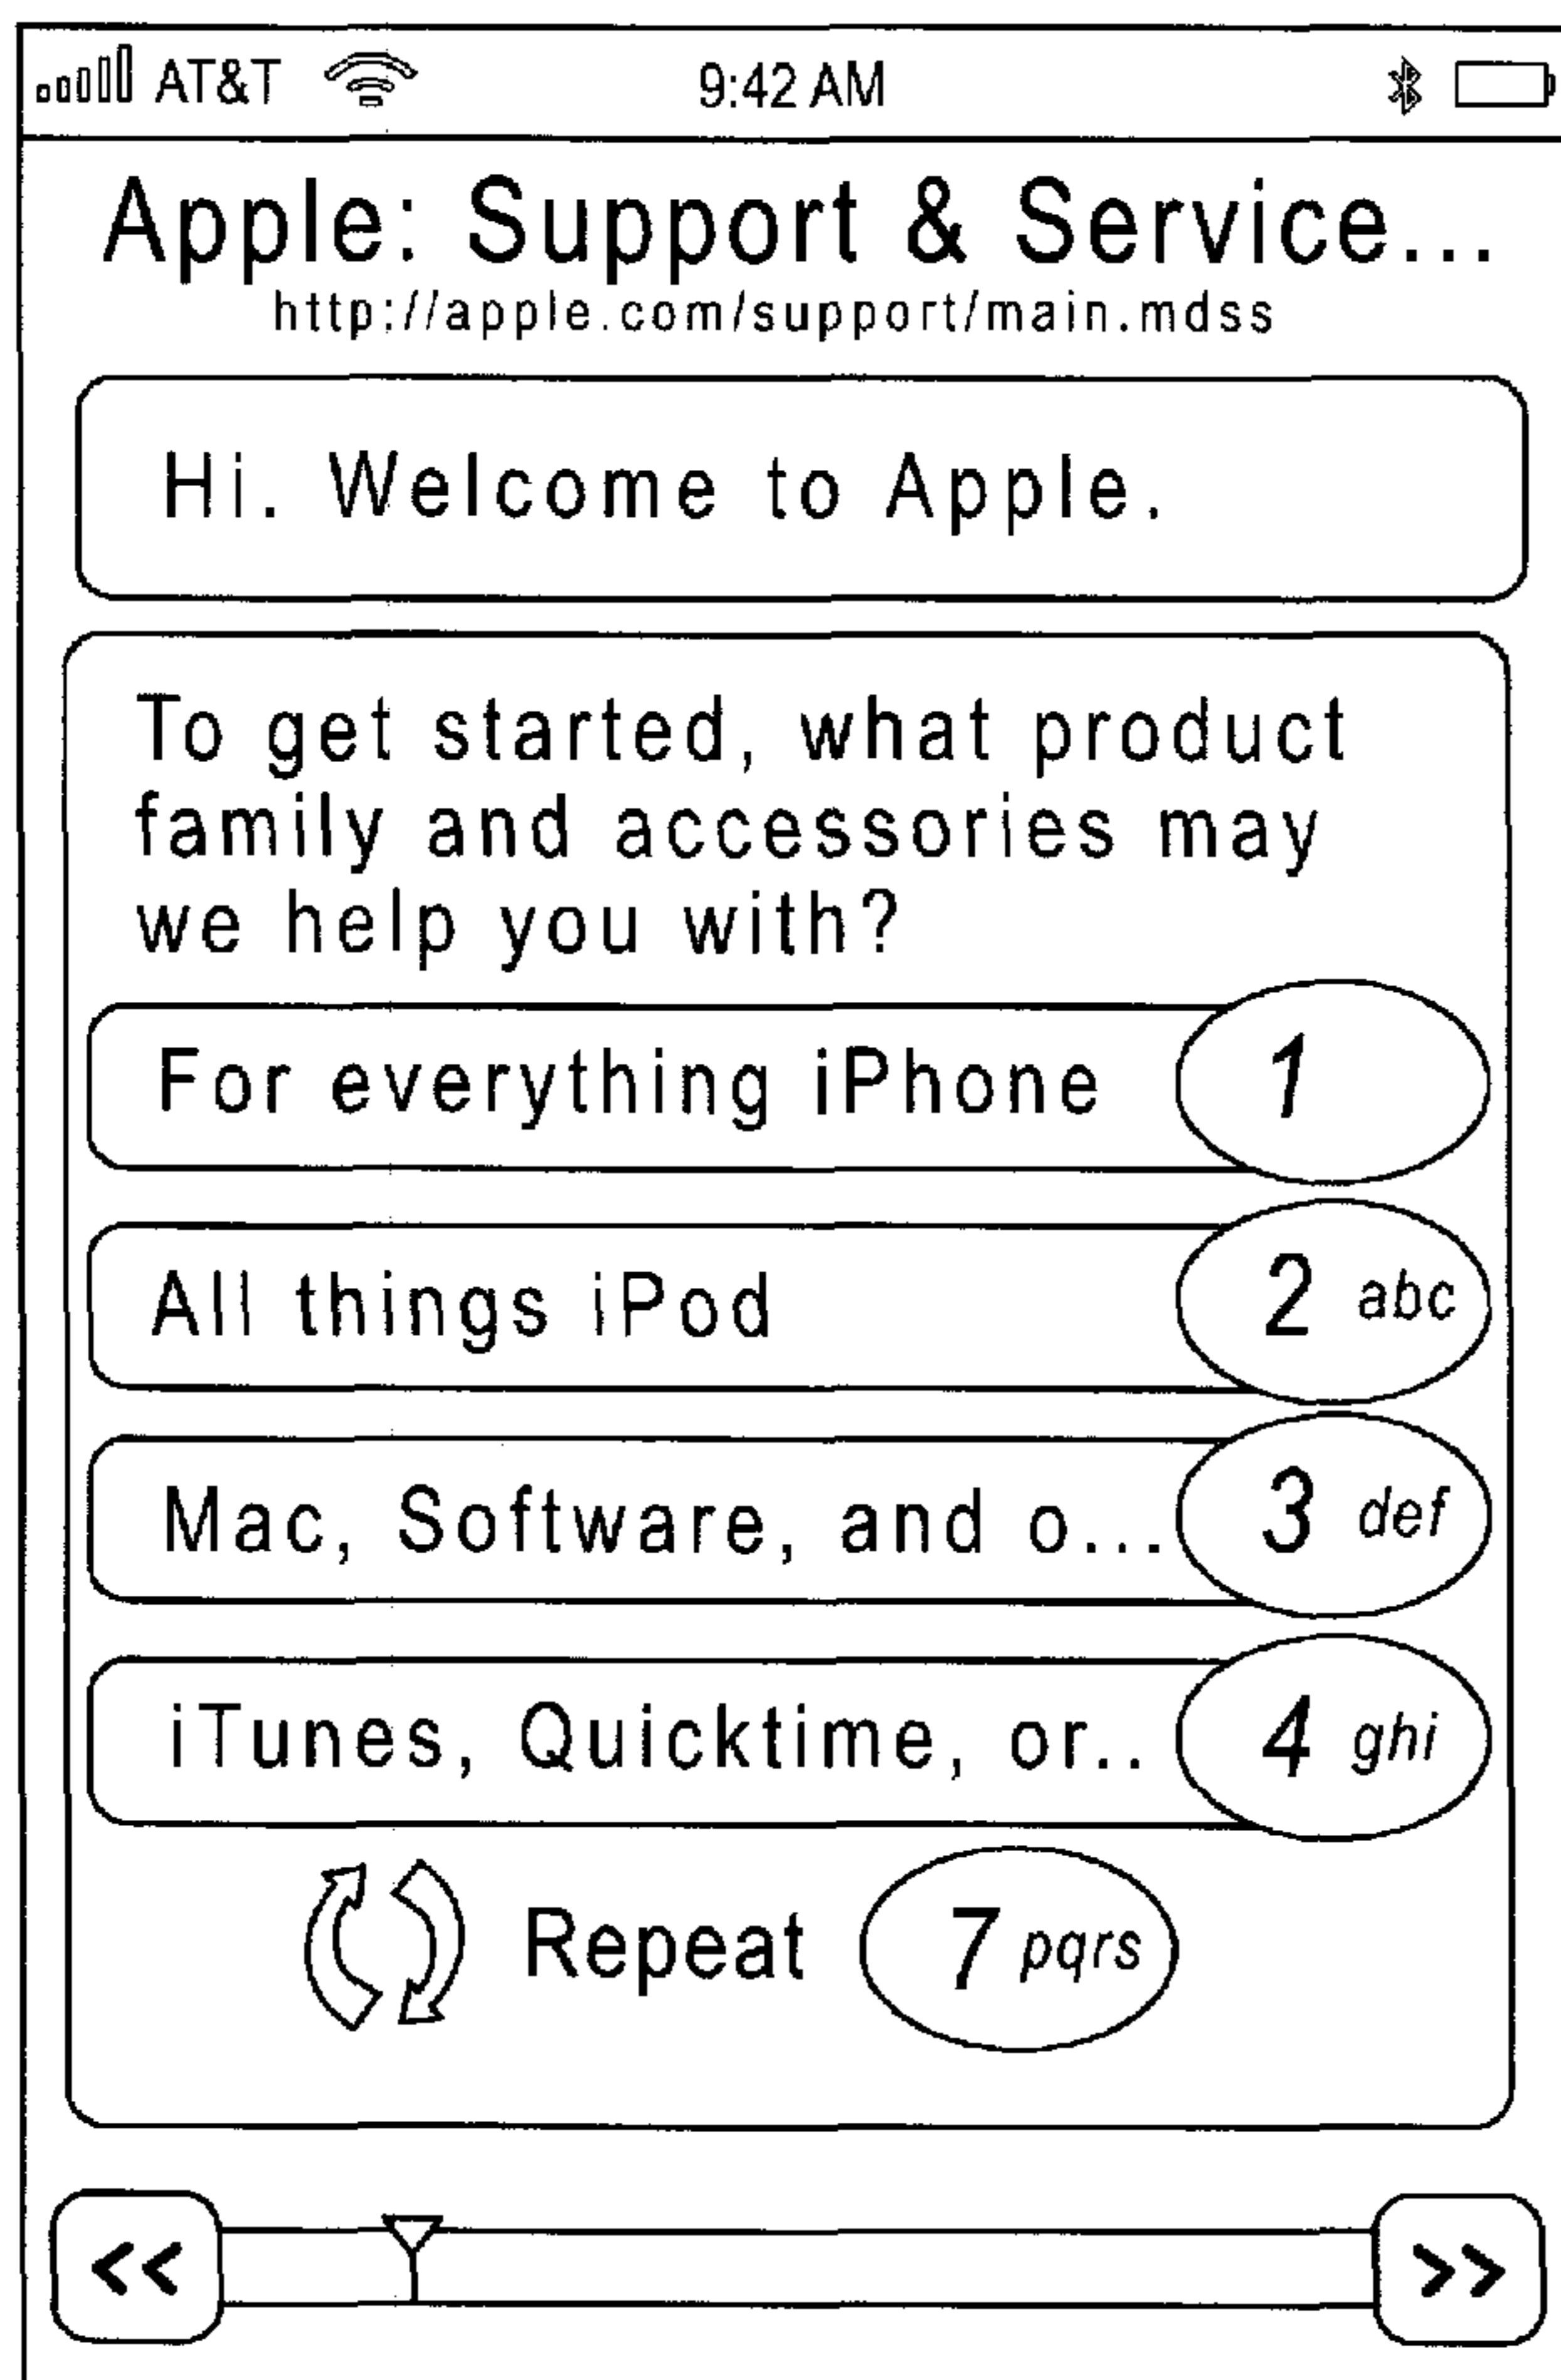 AT&T 9:42 AM
Apple: Support & Service...
http://apple.com/support/main.mdss
Hi. Welcome to Apple.
To get started, what product
family and accessories may
we help you with?
For everything iPhone 1
All things iPod 2 abc
Mac, Software, and o... 3 def
iTunes, Quicktime, or.. 4 ghi
Repeat 7 pqrs
<< >>